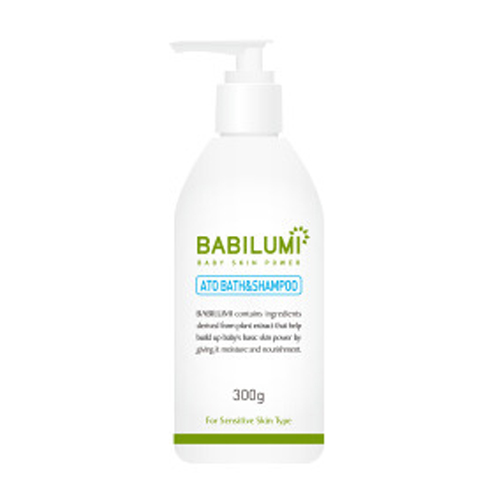 BABILUMI
BABY SKIN POWER
ATO BATH&SHAMPOO
BABILUMI contains ingredients
derived from plant extract that help
build up baby's basic skin power by
giving it moisture and nourishment.
300g
For Sensitive Skin Type